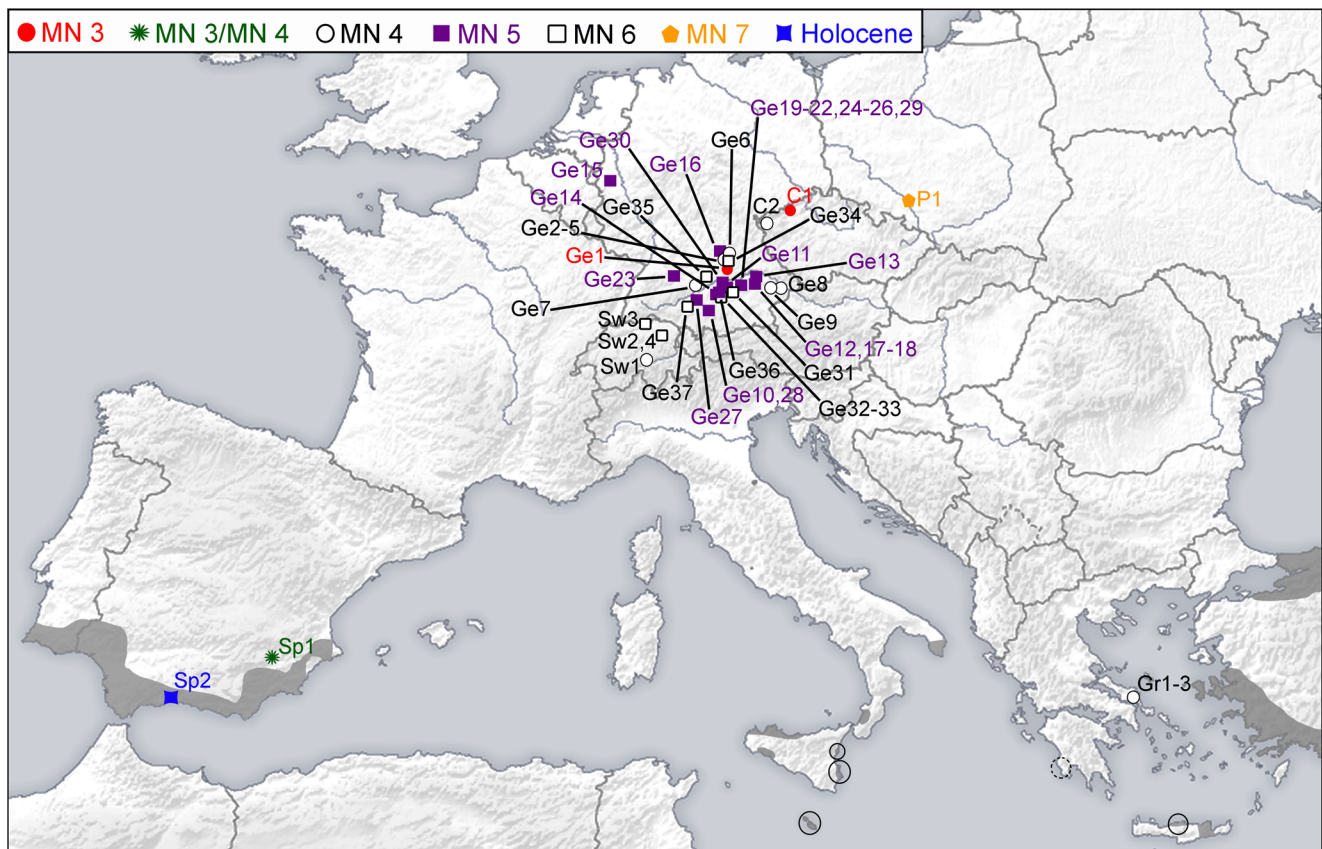 MN 3 MN 3/MN 4 MN 4 MN 5 MN 6 MN 7 Holocene
Ge19-22,24-26,29
Ge30 Ge6
Ge15 Ge16
Ge14 Ge35 C2 C1 P1
Ge2-5 Ge34
Ge1 Ge11 Ge13
Ge23
Ge7 Ge8
Sw3 Ge9
Sw2,4 Ge12,17-18
Sw1 Ge36 Ge31
Ge37 Ge10,28
Ge27 Ge32-33
Sp1
Sp2 Gr1-3